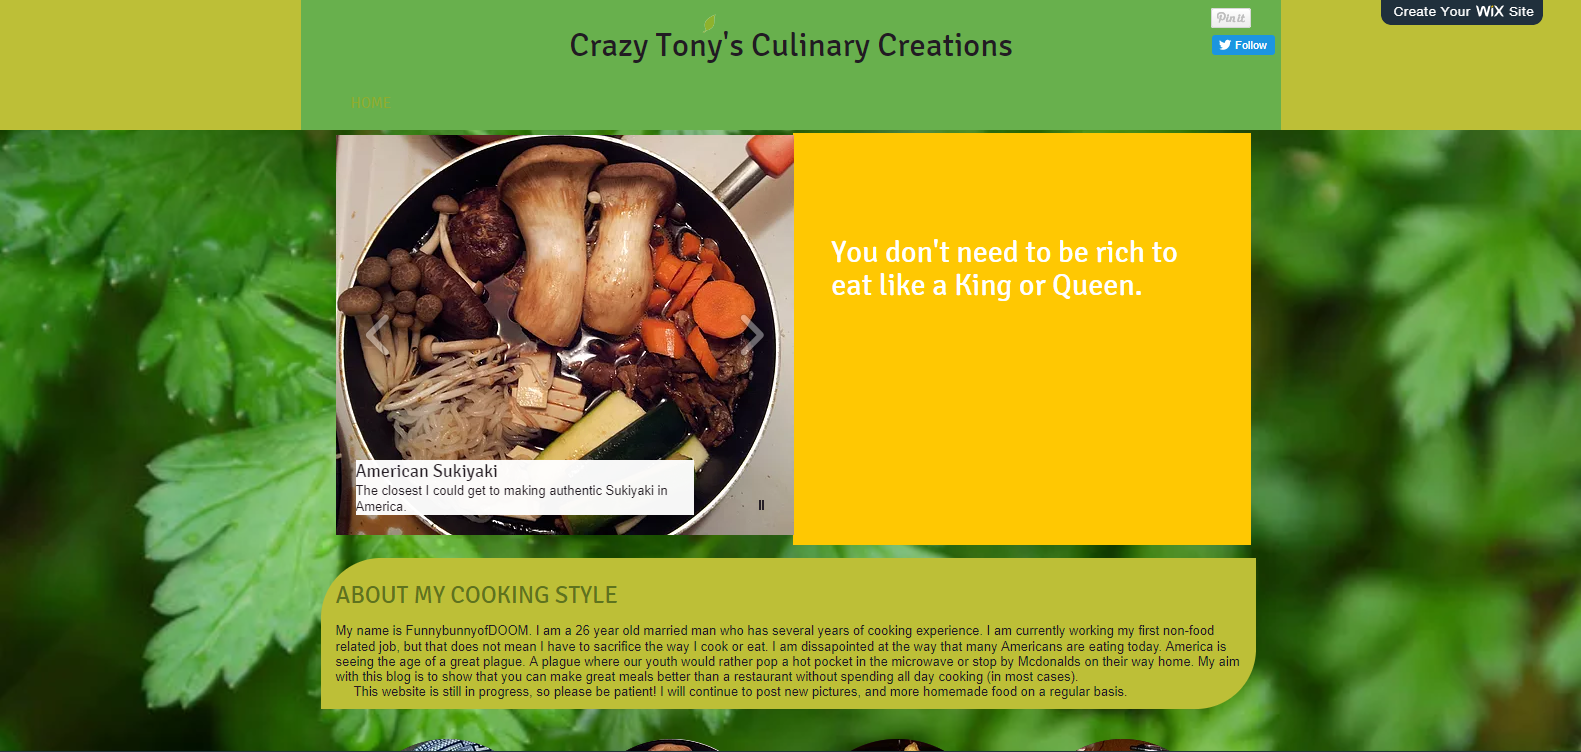 Create Your WiX Site
Pin it
Crazy Tony's Culinary Creations
Follow
HOME
You don't need to be rich to
eat like a King or Queen.
American Sukiyaki
The closest I could get to making authentic Sukiyaki in
America.
ABOUT MY COOKING STYLE
My name is FunnybunnyofDOOM. I am a 26 year old married man who has several years of cooking experience. I am currently working my first non-food
related job, but that does not mean I have to sacrifice the way I cook or eat. I am dissapointed at the way that many Americans are eating today. America is
seeing the age of a great plague. A plague where our youth would rather pop a hot pocket in the microwave or stop by Mcdonalds on their way home. My aim
with this blog is to show that you can make great meals better than a restaurant without spending all day cooking (in most cases).
This website is still in progress, so please be patient! I will continue to post new pictures, and more homemade food on a regular basis.